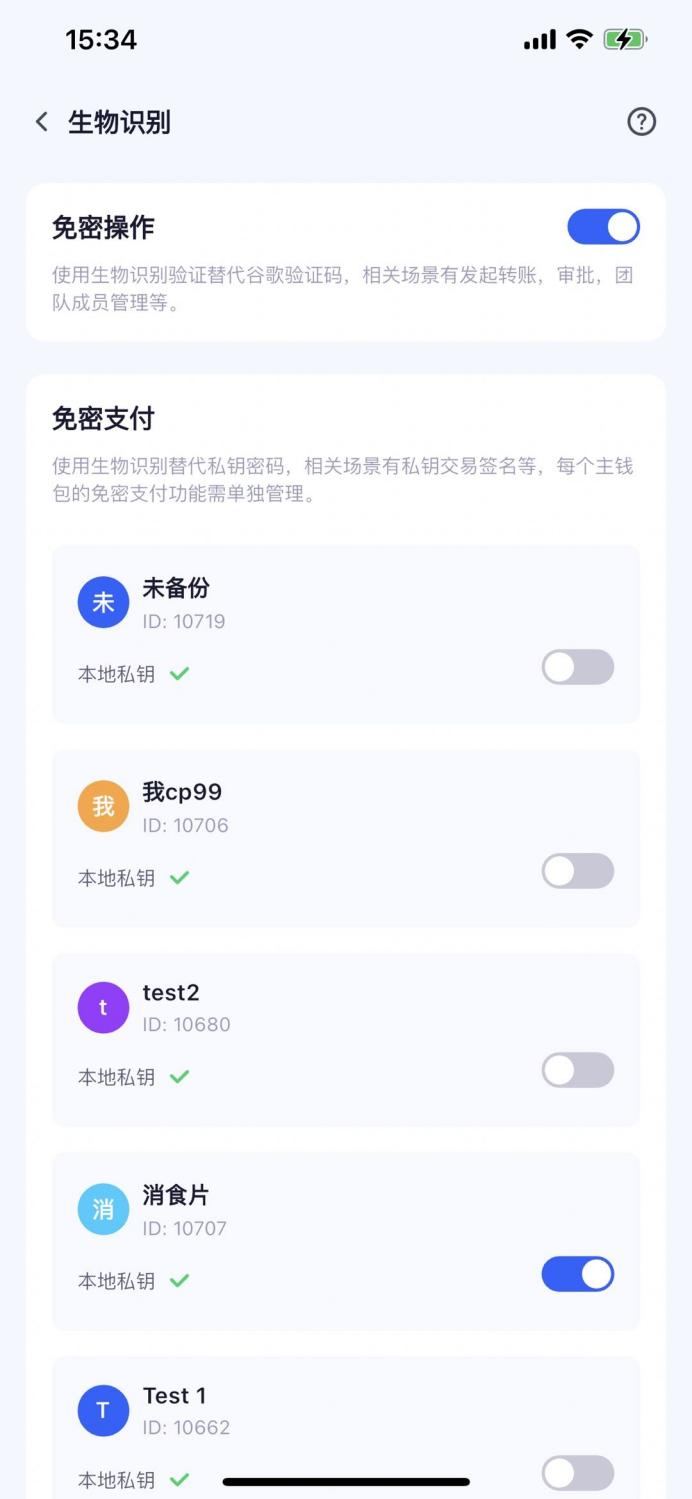 15:34
生物识别
免密操作
使用生物识别验证替代谷歌验证码，相关场景有发起转账，审批，团
队成员管理等。
免密支付
使用生物识别替代私钥密码，相关场景有私钥交易签名等，每个主钱
包的免密支付功能需单独管理。
未
未备份
ID: 10719
本地私钥
我
我cp99
ID: 10706
本地私钥
t
test2
ID: 10680
本地私钥
消
消食片
ID: 10707
本地私钥
T
Test 1
ID: 10662
本地私钥